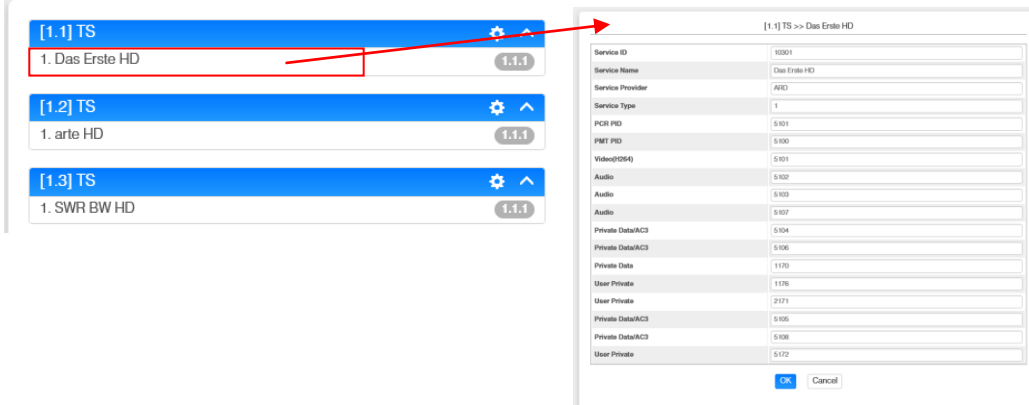 [1.1] TS
1. Das Erste HD
1.1.1
[1.2] TS
1. arte HD
1.1.1
[1.3] TS
1. SWR BW HD
1.1.1
[1.1] TS >> Das Erste HD
Service ID 10301
Service Name Das Erste HD
Service Provider ARD
Service Type 1
PCR PID 5101
PMT PID 5100
Video(H264) 5101
Audio 5102
Audio 5103
Audio 5107
Private Data/AC3 5104
Private Data/AC3 5106
Private Data 1170
User Private 1176
User Private 2171
Private Data/AC3 5105
Private Data/AC3 5108
User Private 5172
OK Cancel